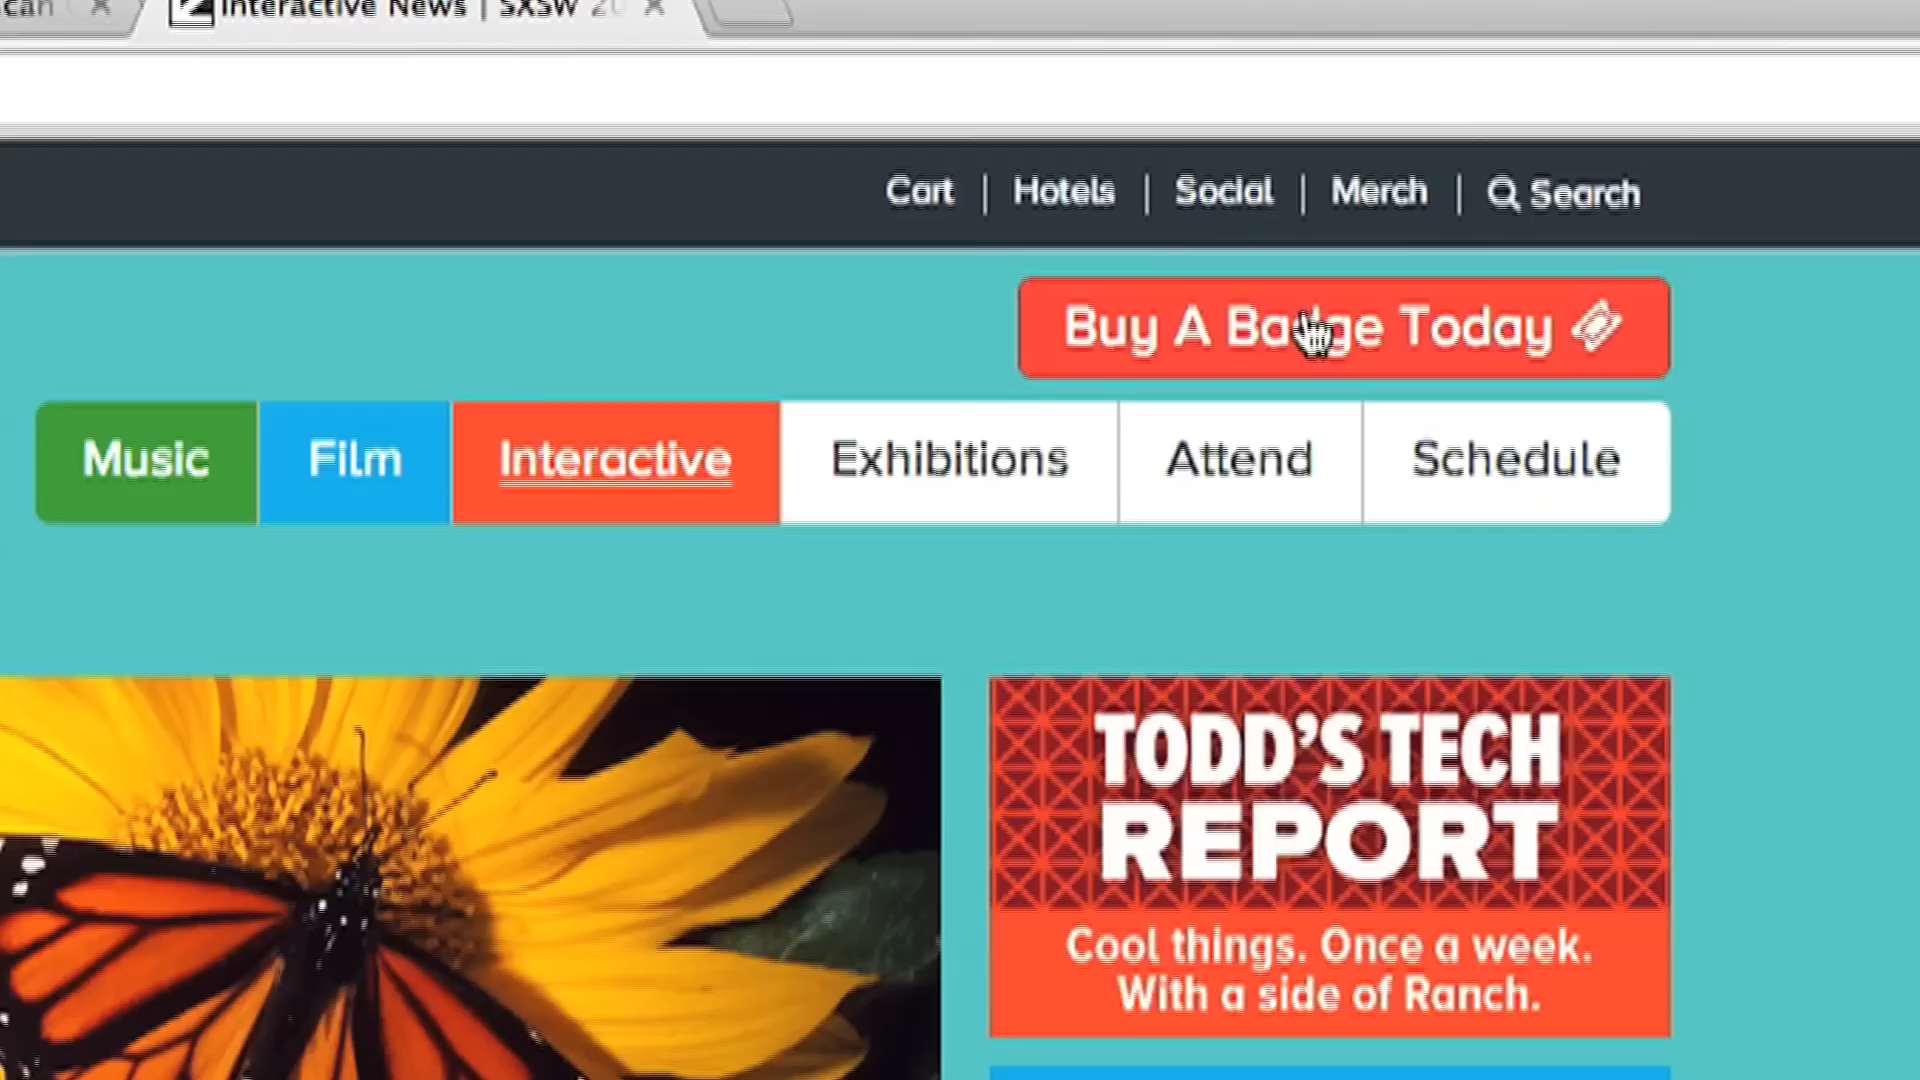 Interactive News | SXSW
Cart | Hotels | Social | Merch | Search
Buy A Badge Today
Music Film Interactive Exhibitions Attend Schedule
TODD'S TECH
REPORT
Cool things. Once a week.
With a side of Ranch.